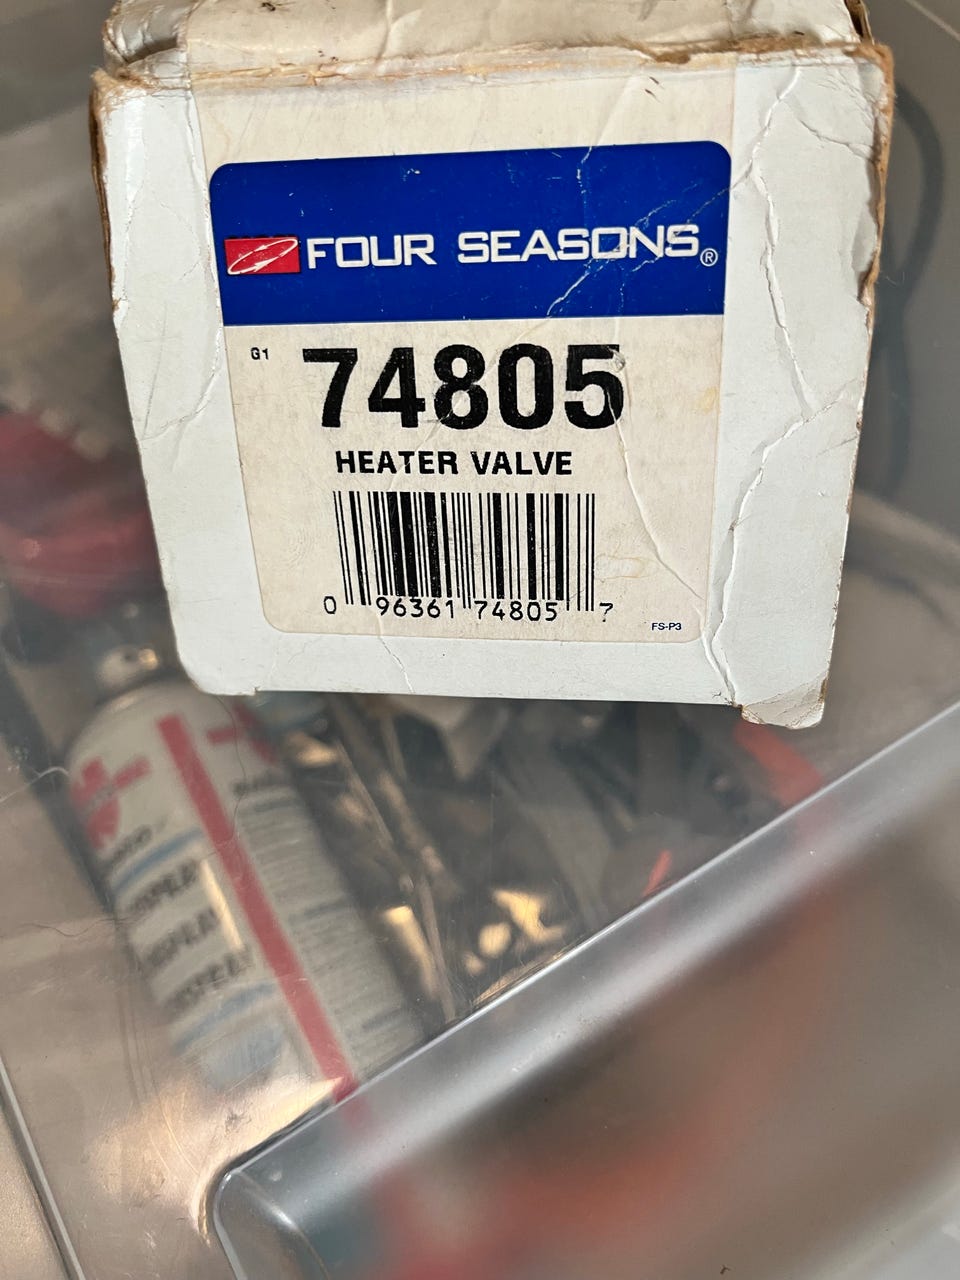 FOUR SEASONS®
G1
74805
HEATER VALVE
0 96361 74805 7
FS-P3